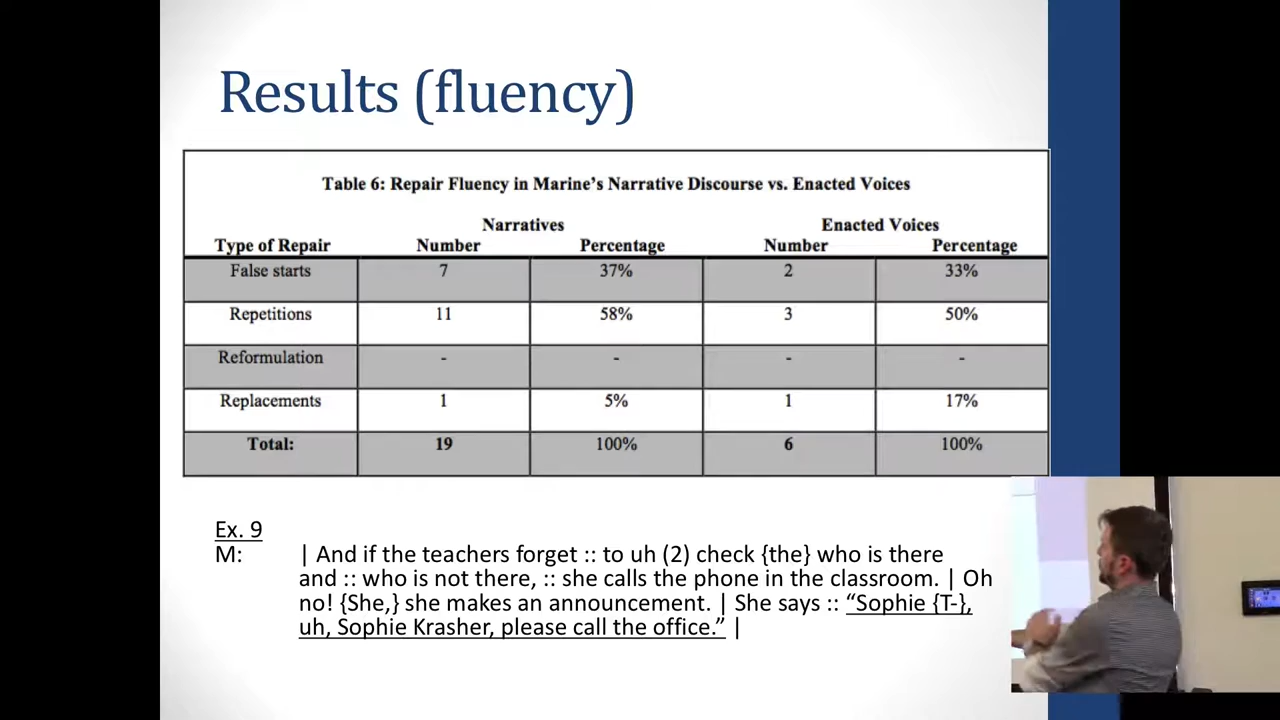 Results (fluency)
Table 6: Repair Fluency in Marine's Narrative Discourse vs. Enacted Voices
Narratives Enacted Voices
Type of Repair Number Percentage Number Percentage
False starts 7 37% 2 33%
Repetitions 11 58% 3 50%
Reformulation - - - -
Replacements 1 5% 1 17%
Total: 19 100% 6 100%
Ex. 9
M: | And if the teachers forget :: to uh (2) check {the} who is there
and :: who is not there, :: she calls the phone in the classroom. | Oh
no! {She,} she makes an announcement. | She says :: “Sophie {T-},
uh, Sophie Krasher, please call the office.” |